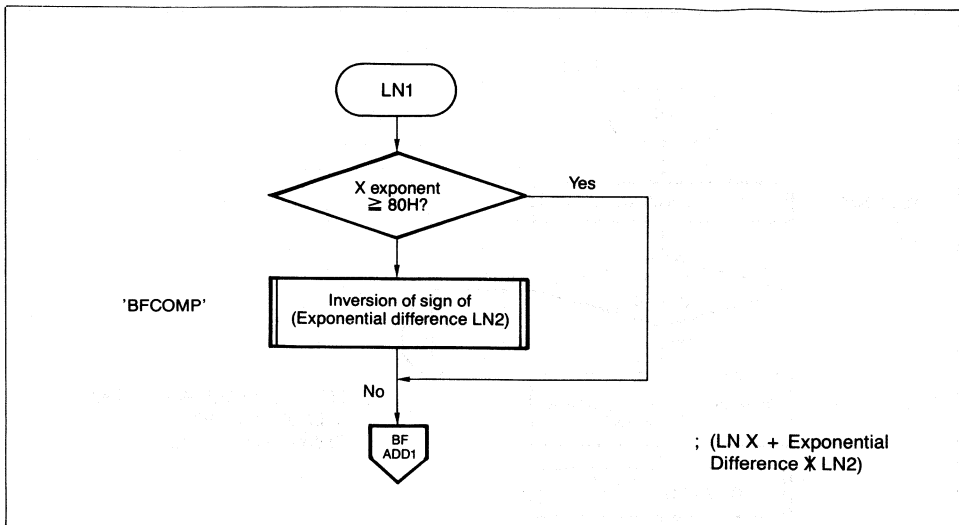 LN1
X exponent
≧ 80H?
Yes
'BFCOMP'
Inversion of sign of
(Exponential difference LN2)
No
BF
ADD1
; (LN X + Exponential
Difference Ж LN2)